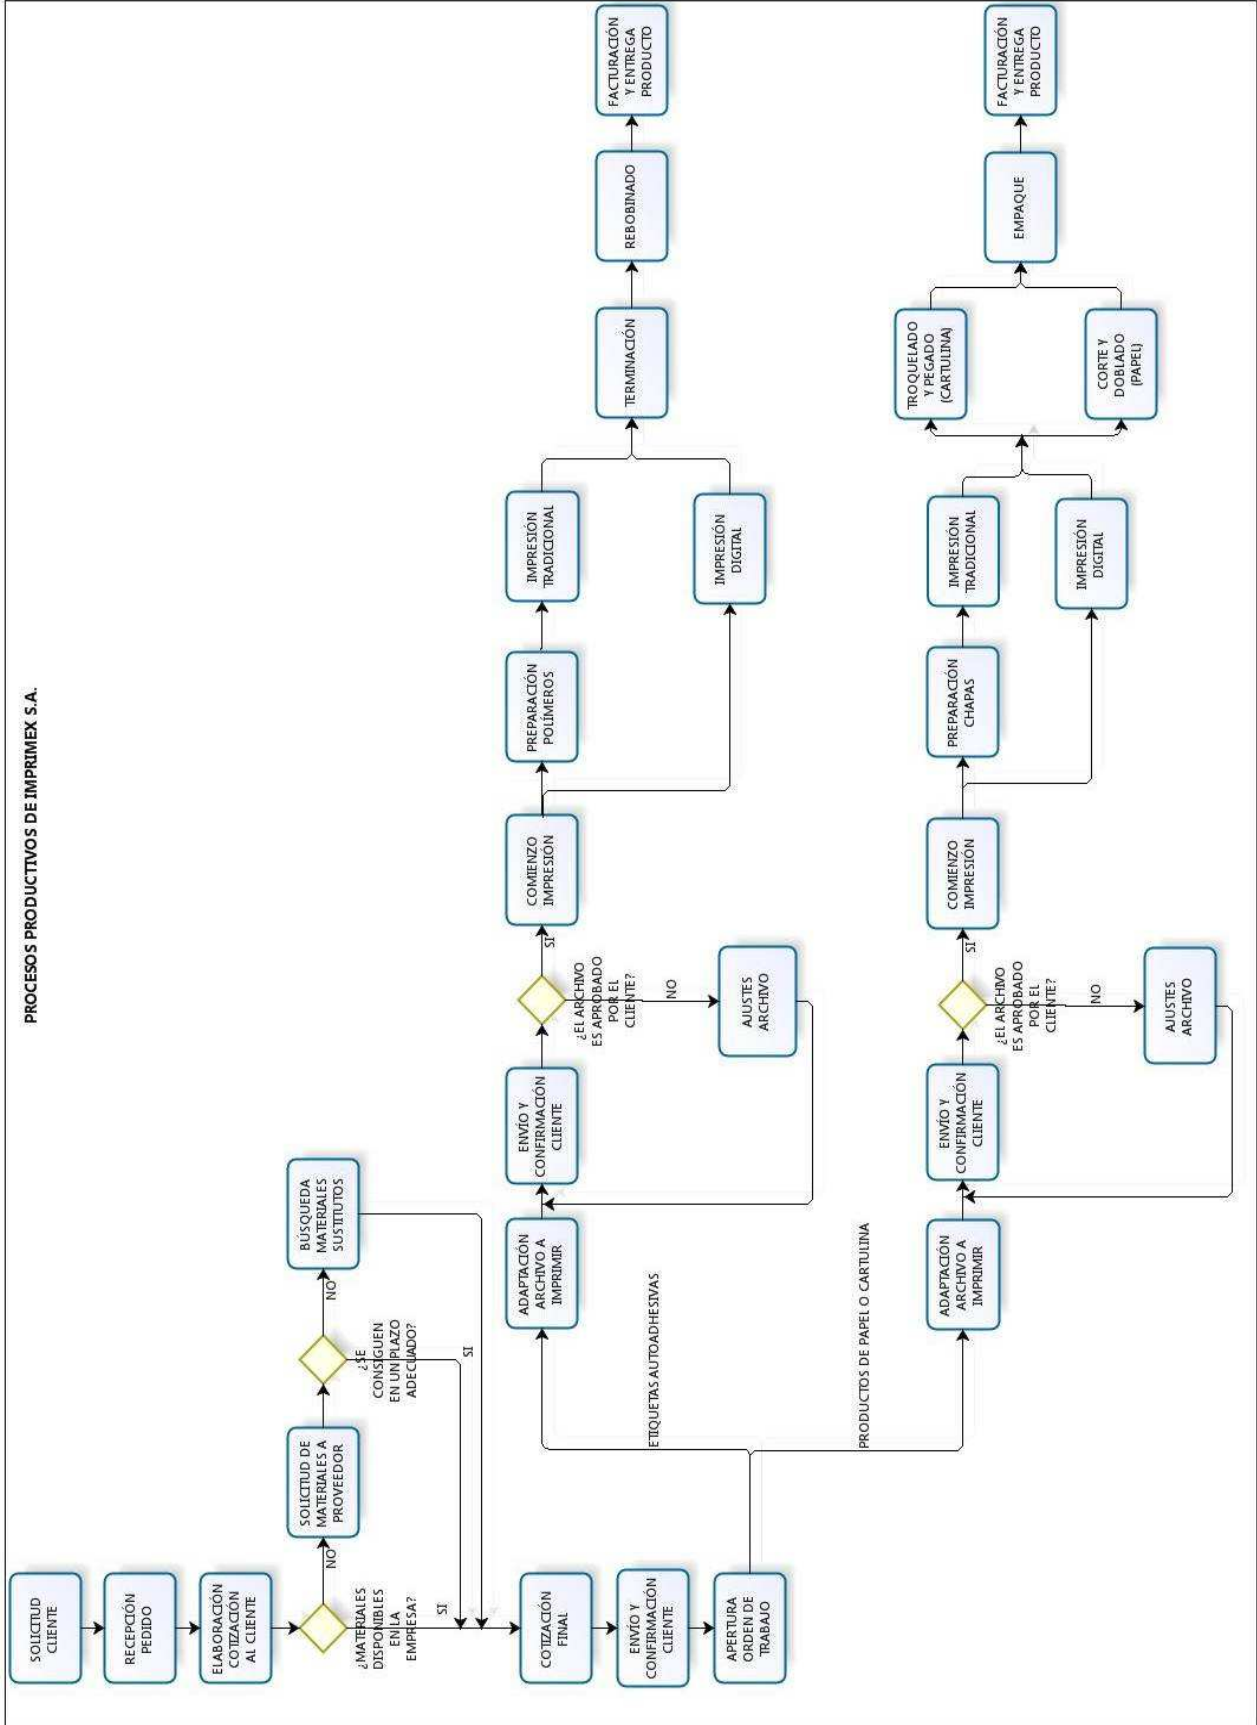 PROCESOS PRODUCTIVOS DE IMPRIMEX S.A.
SOLICITUD
CLIENTE
RECEPCIÓN
PEDIDO
ELABORACIÓN
COTIZACIÓN
AL CLIENTE
¿MATERIALES
DISPONIBLES
EN LA
EMPRESA?
NO
SI
SOLICITUD DE
MATERIALES A
PROVEEDOR
¿SE
CONSIGUEN
EN UN PLAZO
ADECUADO?
NO
SI
BÚSQUEDA
MATERIALES
SUSTITUTOS
COTIZACIÓN
FINAL
ENVÍO Y
CONFIRMACIÓN
CLIENTE
APERTURA
ORDEN DE
TRABAJO
ETIQUETAS AUTOADHESIVAS
ADAPTACIÓN
ARCHIVO A
IMPRIMIR
ENVÍO Y
CONFIRMACIÓN
CLIENTE
¿EL ARCHIVO
ES APROBADO
POR EL
CLIENTE?
SI
NO
AJUSTES
ARCHIVO
COMIENZO
IMPRESIÓN
PREPARACIÓN
POLÍMEROS
IMPRESIÓN
TRADICIONAL
IMPRESIÓN
DIGITAL
TERMINACIÓN
REBOBINADO
FACTURACIÓN
Y ENTREGA
PRODUCTO
PRODUCTOS DE PAPEL O CARTULINA
ADAPTACIÓN
ARCHIVO A
IMPRIMIR
ENVÍO Y
CONFIRMACIÓN
CLIENTE
¿EL ARCHIVO
ES APROBADO
POR EL
CLIENTE?
SI
NO
AJUSTES
ARCHIVO
COMIENZO
IMPRESIÓN
PREPARACIÓN
CHAPAS
IMPRESIÓN
TRADICIONAL
IMPRESIÓN
DIGITAL
TROQUELADO
Y PEGADO
(CARTULINA)
CORTE Y
DOBLADO
(PAPEL)
EMPAQUE
FACTURACIÓN
Y ENTREGA
PRODUCTO